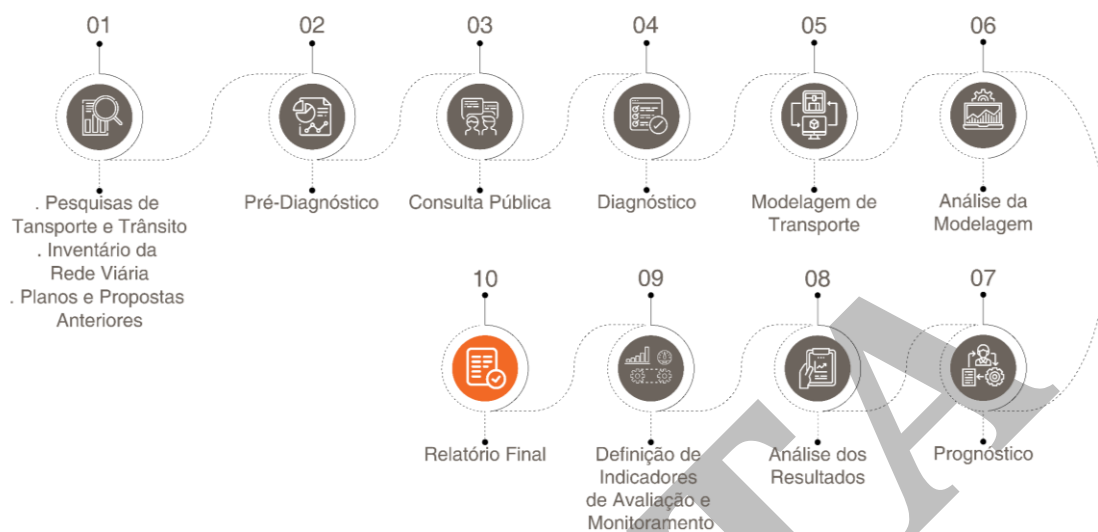 01
02
03
04
05
06
. Pesquisas de
Tansporte e Trânsito
. Inventário da
Rede Viária
. Planos e Propostas
Anteriores
Pré-Diagnóstico
Consulta Pública
Diagnóstico
Modelagem de
Transporte
Análise da
Modelagem
10
09
08
07
Relatório Final
Definição de
Indicadores
de Avaliação e
Monitoramento
Análise dos
Resultados
Prognóstico
TA